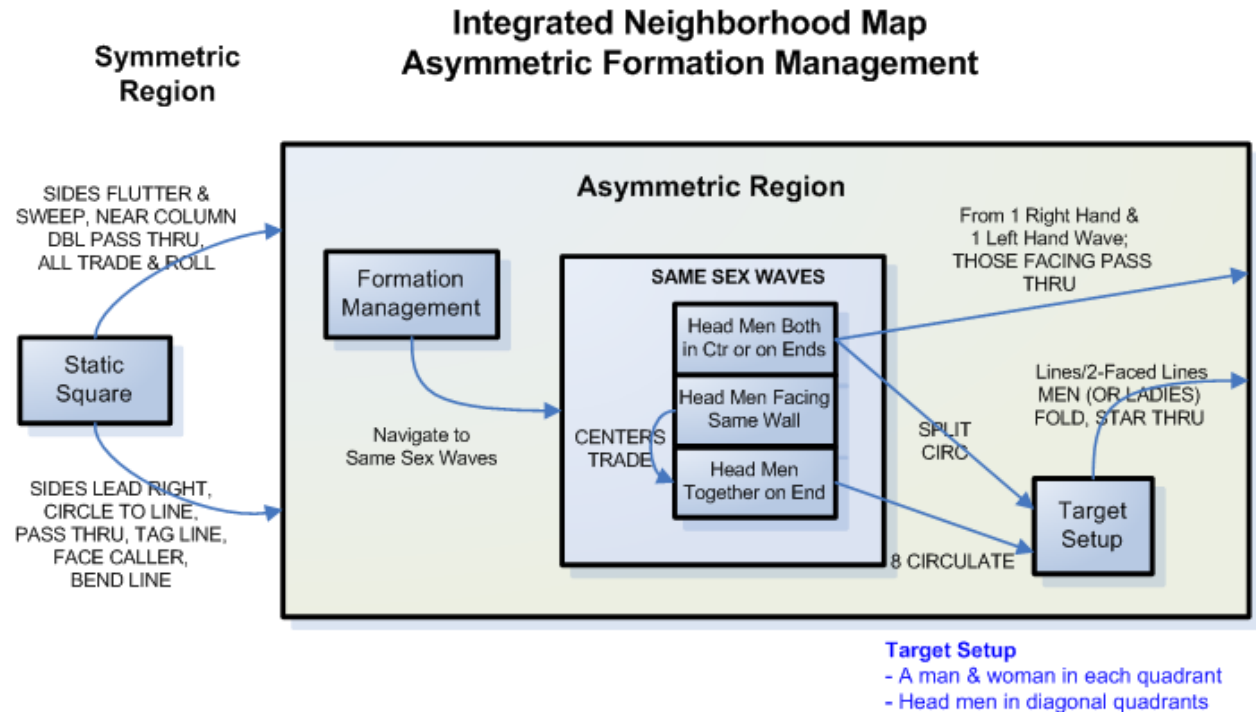 Integrated Neighborhood Map
Asymmetric Formation Management
Symmetric
Region
SIDES FLUTTER &
SWEEP, NEAR COLUMN
DBL PASS THRU,
ALL TRADE & ROLL
Static
Square
SIDES LEAD RIGHT,
CIRCLE TO LINE,
PASS THRU, TAG LINE,
FACE CALLER,
BEND LINE
Asymmetric Region
Formation
Management
Navigate to
Same Sex Waves
SAME SEX WAVES
Head Men Both
in Ctr or on Ends
Head Men Facing
Same Wall
Head Men
Together on End
CENTERS
TRADE
From 1 Right Hand &
1 Left Hand Wave;
THOSE FACING PASS
THRU
Lines/2-Faced Lines
MEN (OR LADIES)
FOLD, STAR THRU
SPLIT
CIRC
8 CIRCULATE
Target
Setup
Target Setup
- A man & woman in each quadrant
- Head men in diagonal quadrants